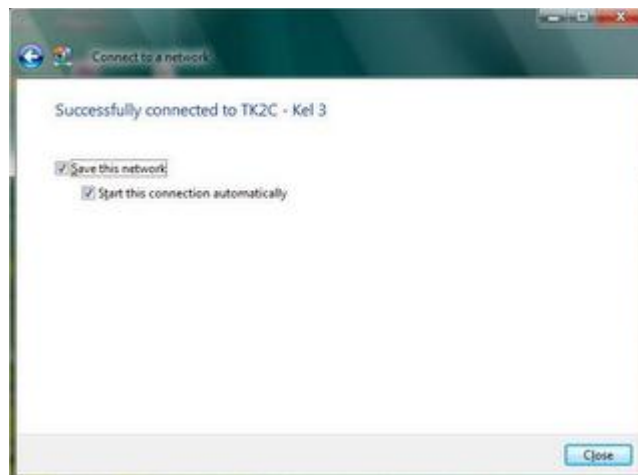 Connect to a network
Successfully connected to TK2C - Kel 3
Save this network
Start this connection automatically
Close